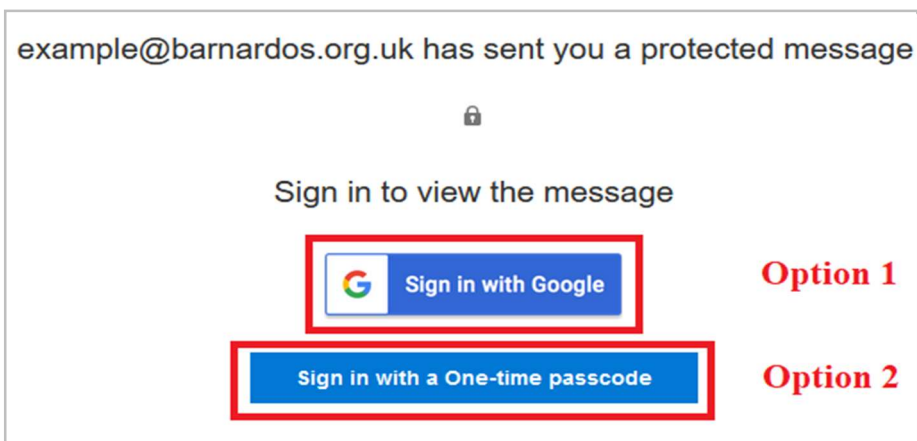 example@barnardos.org.uk has sent you a protected message
Sign in to view the message
Sign in with Google
Option 1
Sign in with a One-time passcode
Option 2